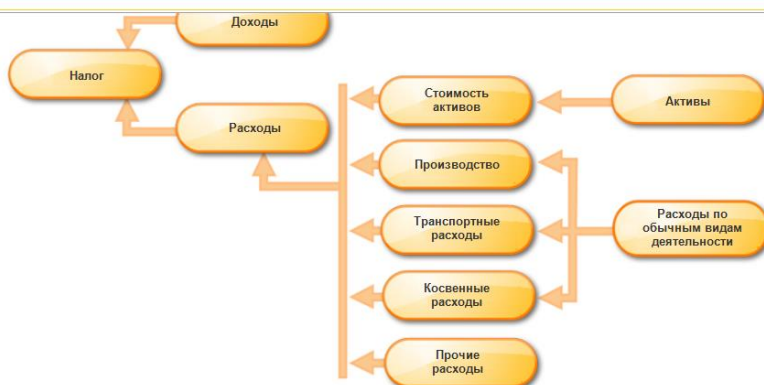 Доходы
Налог
Расходы
Стоимость
активов
Активы
Производство
Транспортные
расходы
Расходы по
обычным видам
деятельности
Косвенные
расходы
Прочие
расходы